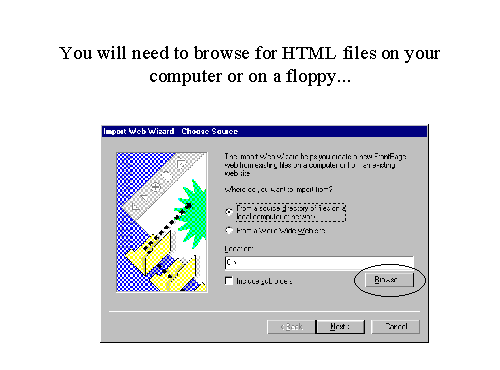 You will need to browse for HTML files on your
computer or on a floppy...
Import Web Wizard - Choose Source
The Import Web Wizard helps you create a new FrontPage
web from existing files on a computer or from an existing
web site.
Where do you want to import from?
From a source directory of files on a
local computer or network
From a World Wide Web site
Location:
Include subfolders
Browse...
< Back
Next >
Cancel